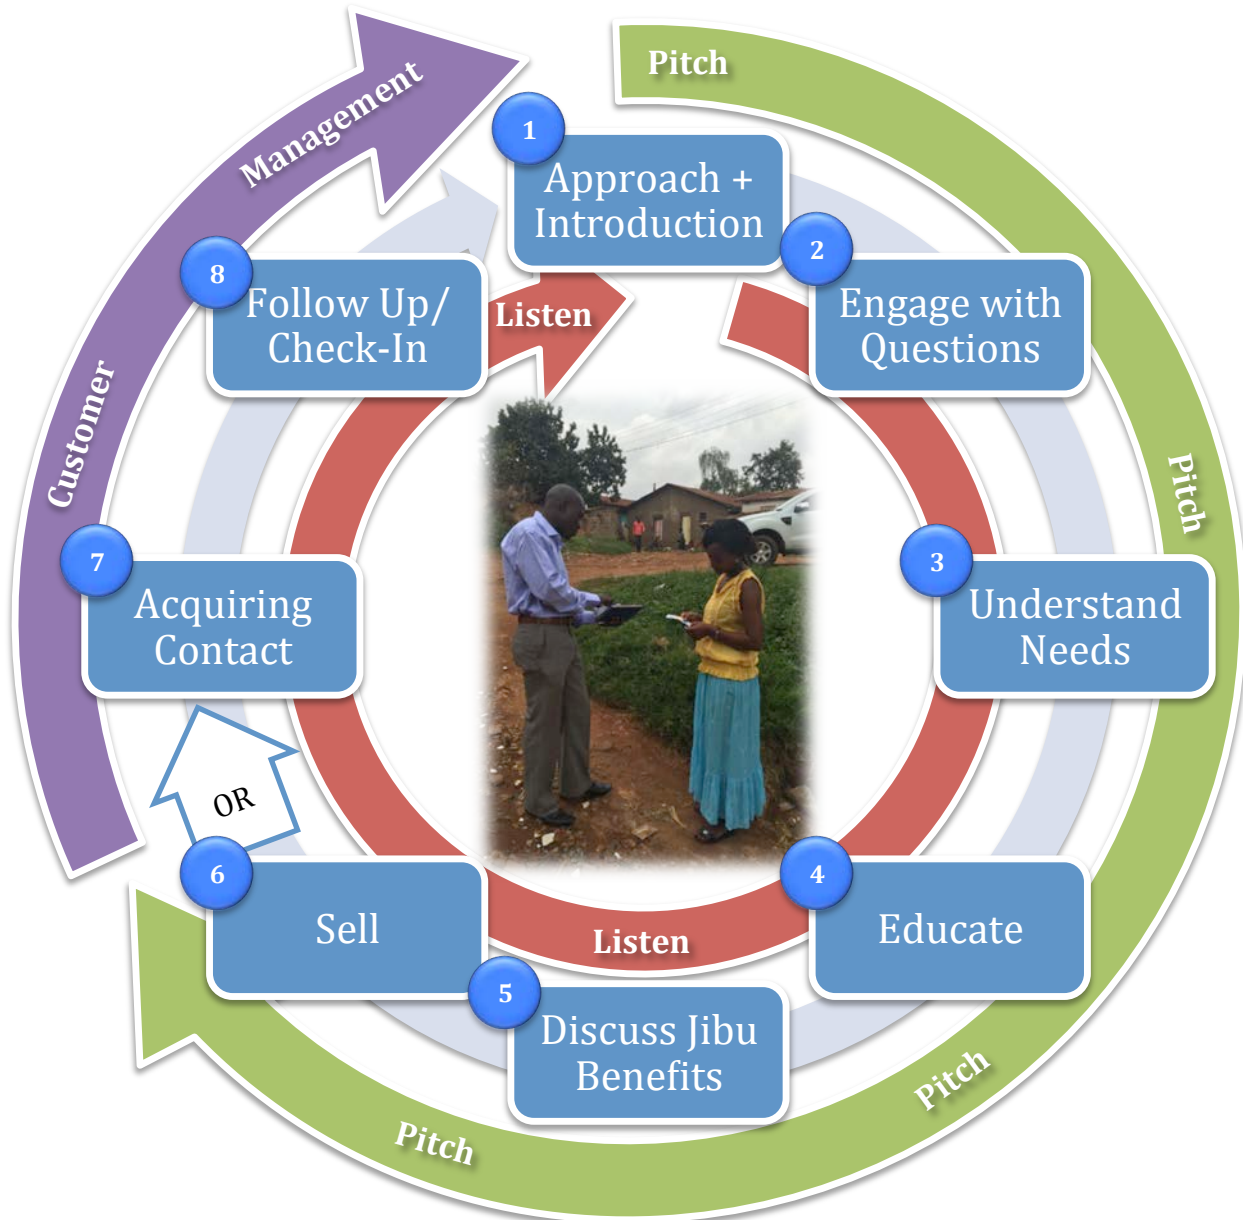 Pitch
Management
1
Approach +
Introduction
2
Engage with
Questions
8
Follow Up/
Check-In
Listen
Customer
Pitch
3
Understand
Needs
7
Acquiring
Contact
OR
6
Sell
4
Educate
Listen
5
Discuss Jibu
Benefits
Pitch
Pitch